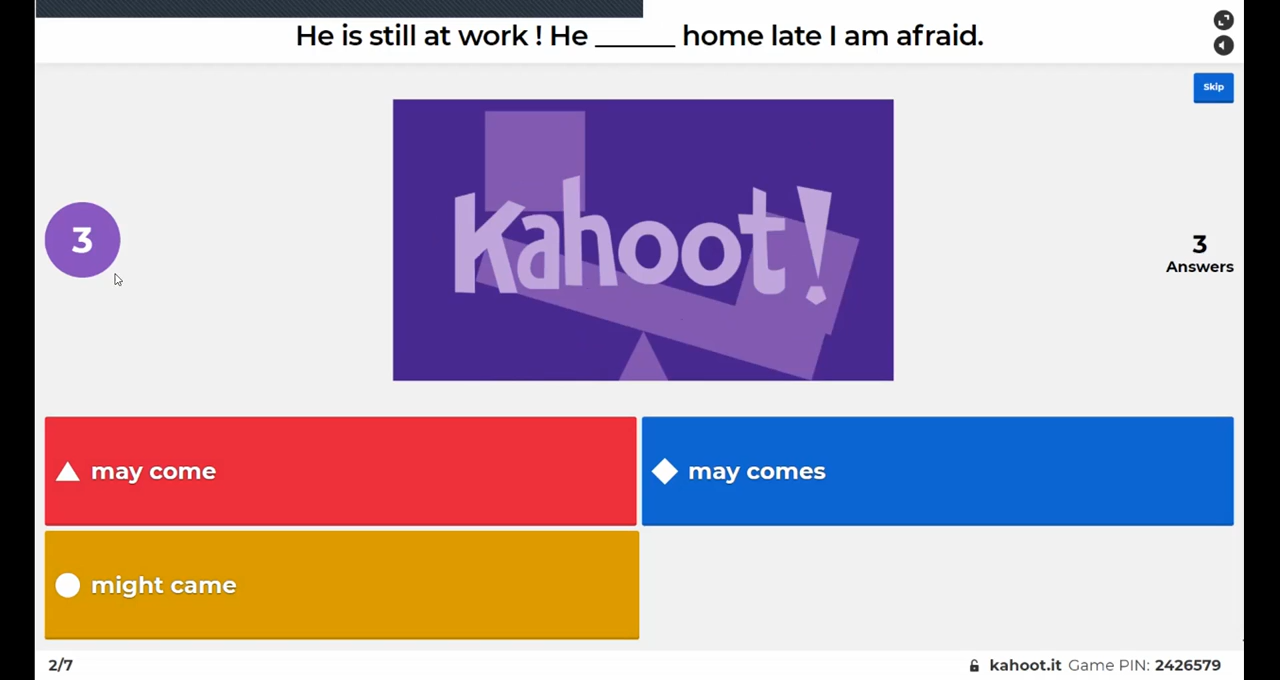 He is still at work ! He ______ home late I am afraid.
Skip
Kahoot!
3
3
Answers
may come
may comes
might came
2/7
kahoot.it Game PIN: 2426579